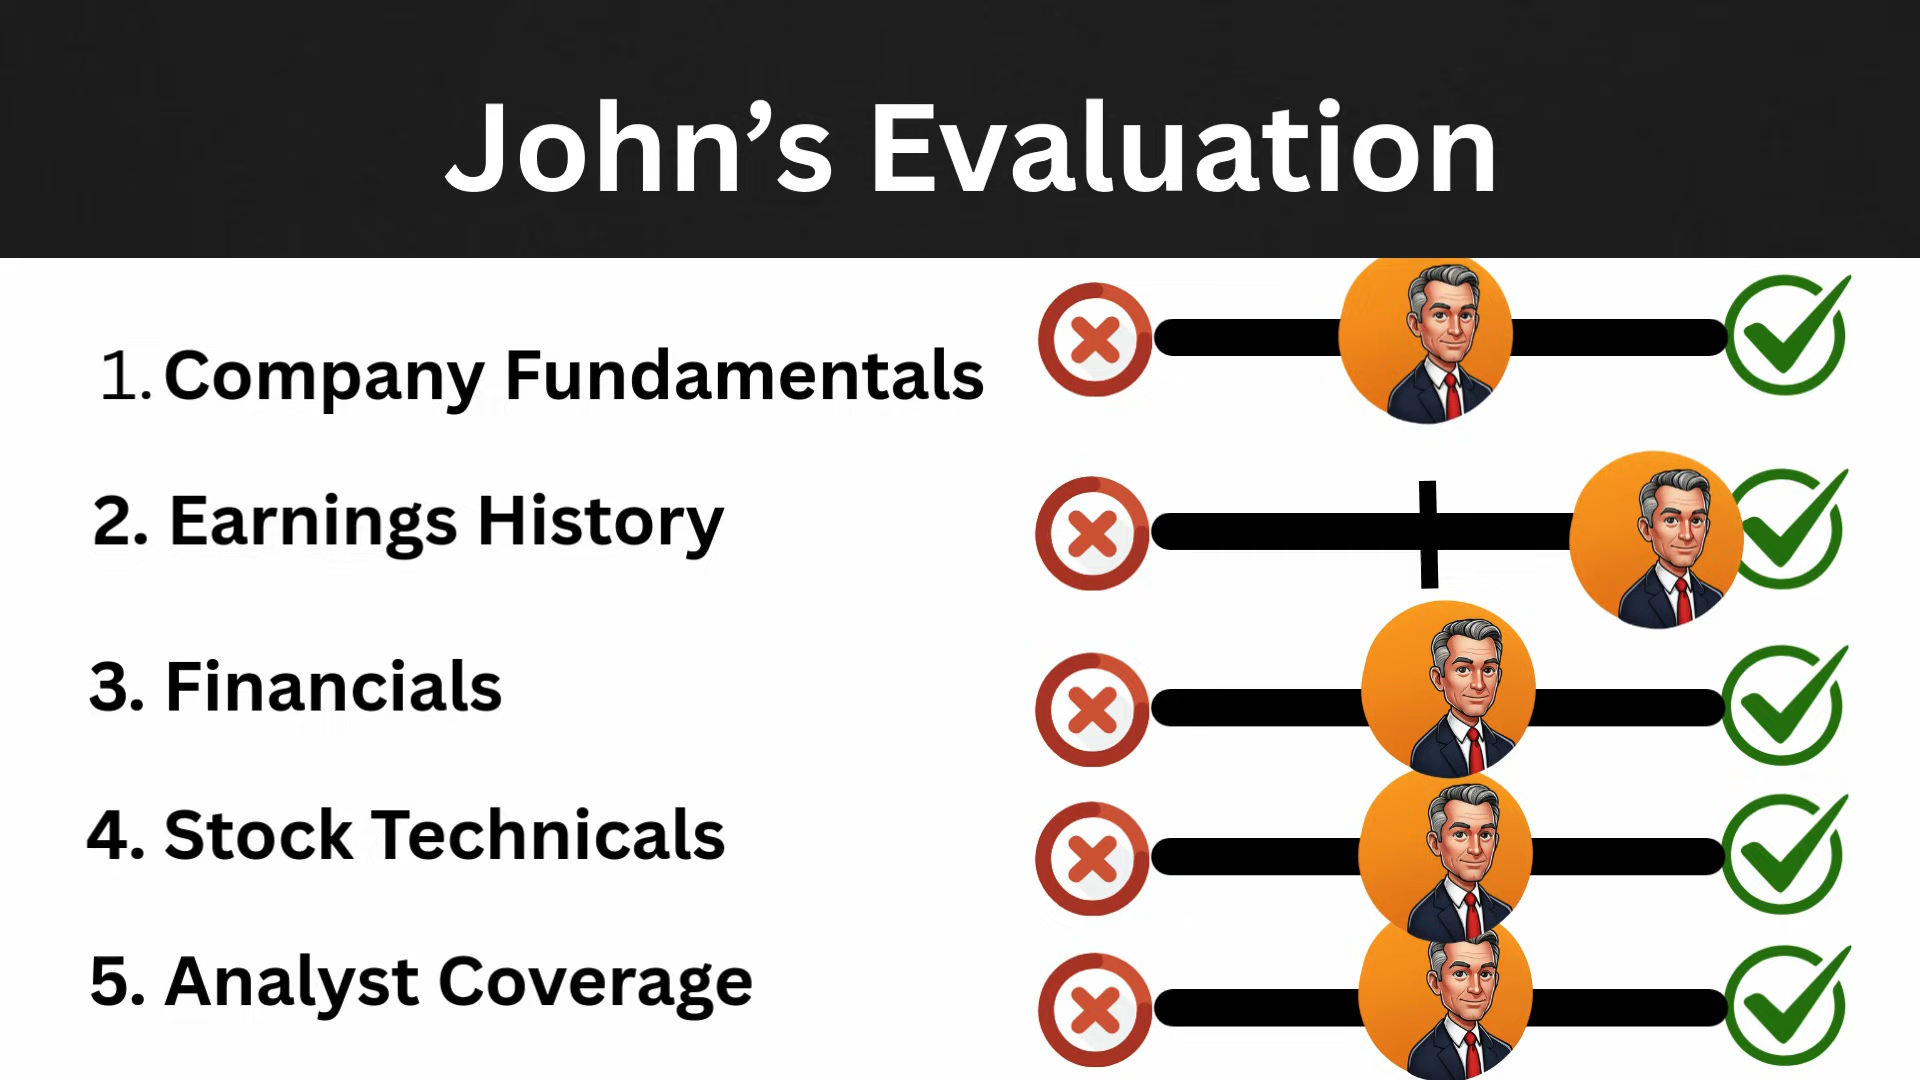 John’s Evaluation
1. Company Fundamentals
2. Earnings History
3. Financials
4. Stock Technicals
5. Analyst Coverage